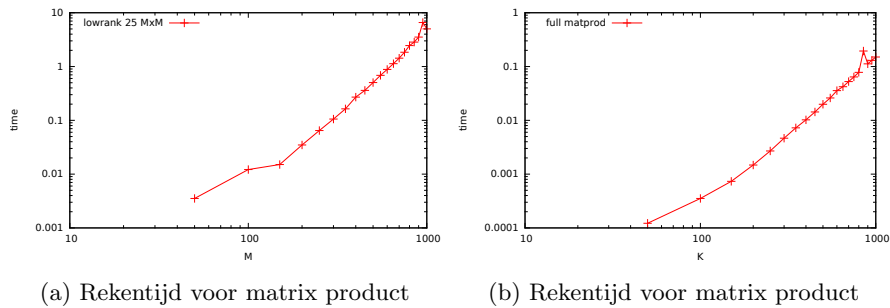 lowrank 25 MxM
10
1
0.1
0.01
0.001
time
10
100
1000
M
(a) Rekentijd voor matrix product
full matprod
1
0.1
0.01
0.001
0.0001
time
10
100
1000
K
(b) Rekentijd voor matrix product